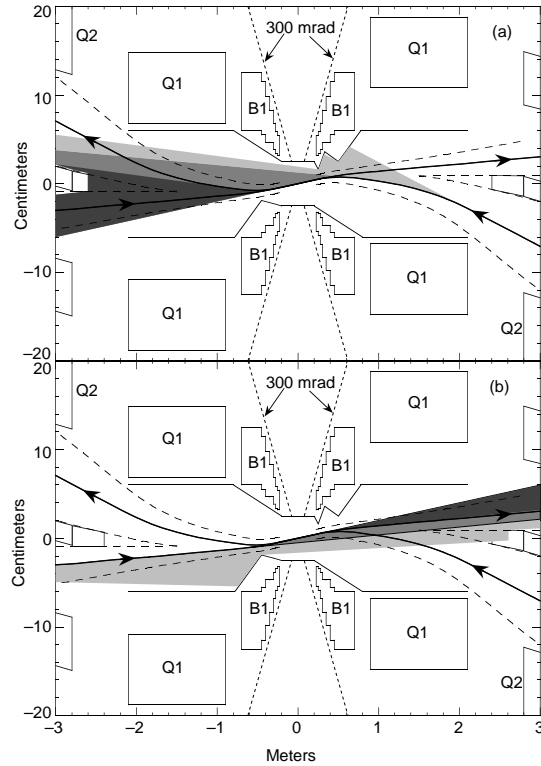 20
10
0
–10
–20
Centimeters
Q2
Q1
B1
300 mrad
B1
Q1
(a)
Q1
B1
B1
Q1
Q2
20
10
0
–10
–20
Centimeters
Q2
Q1
B1
300 mrad
B1
Q1
(b)
Q1
B1
B1
Q1
Q2
–3
–2
–1
0
1
2
3
Meters